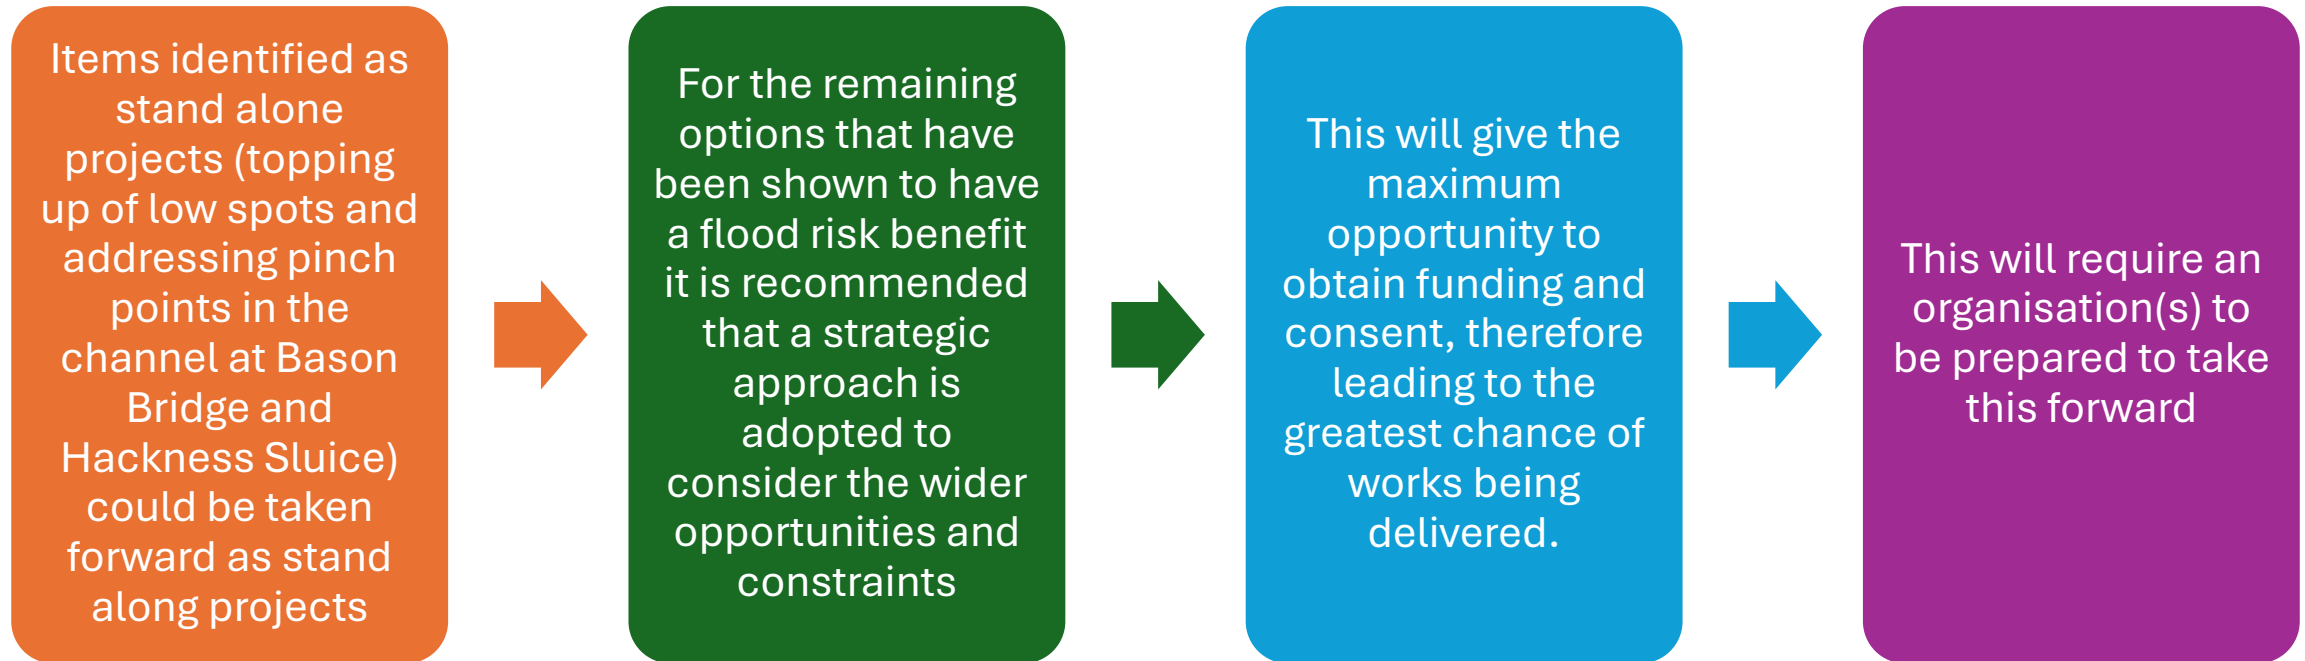 Items identified as
stand alone
projects (topping
up of low spots and
addressing pinch
points in the
channel at Bason
Bridge and
Hackness Sluice)
could be taken
forward as stand
along projects
For the remaining
options that have
been shown to have
a flood risk benefit
it is recommended
that a strategic
approach is
adopted to
consider the wider
opportunities and
constraints
This will give the
maximum
opportunity to
obtain funding and
consent, therefore
leading to the
greatest chance of
works being
delivered.
This will require an
organisation(s) to
be prepared to take
this forward